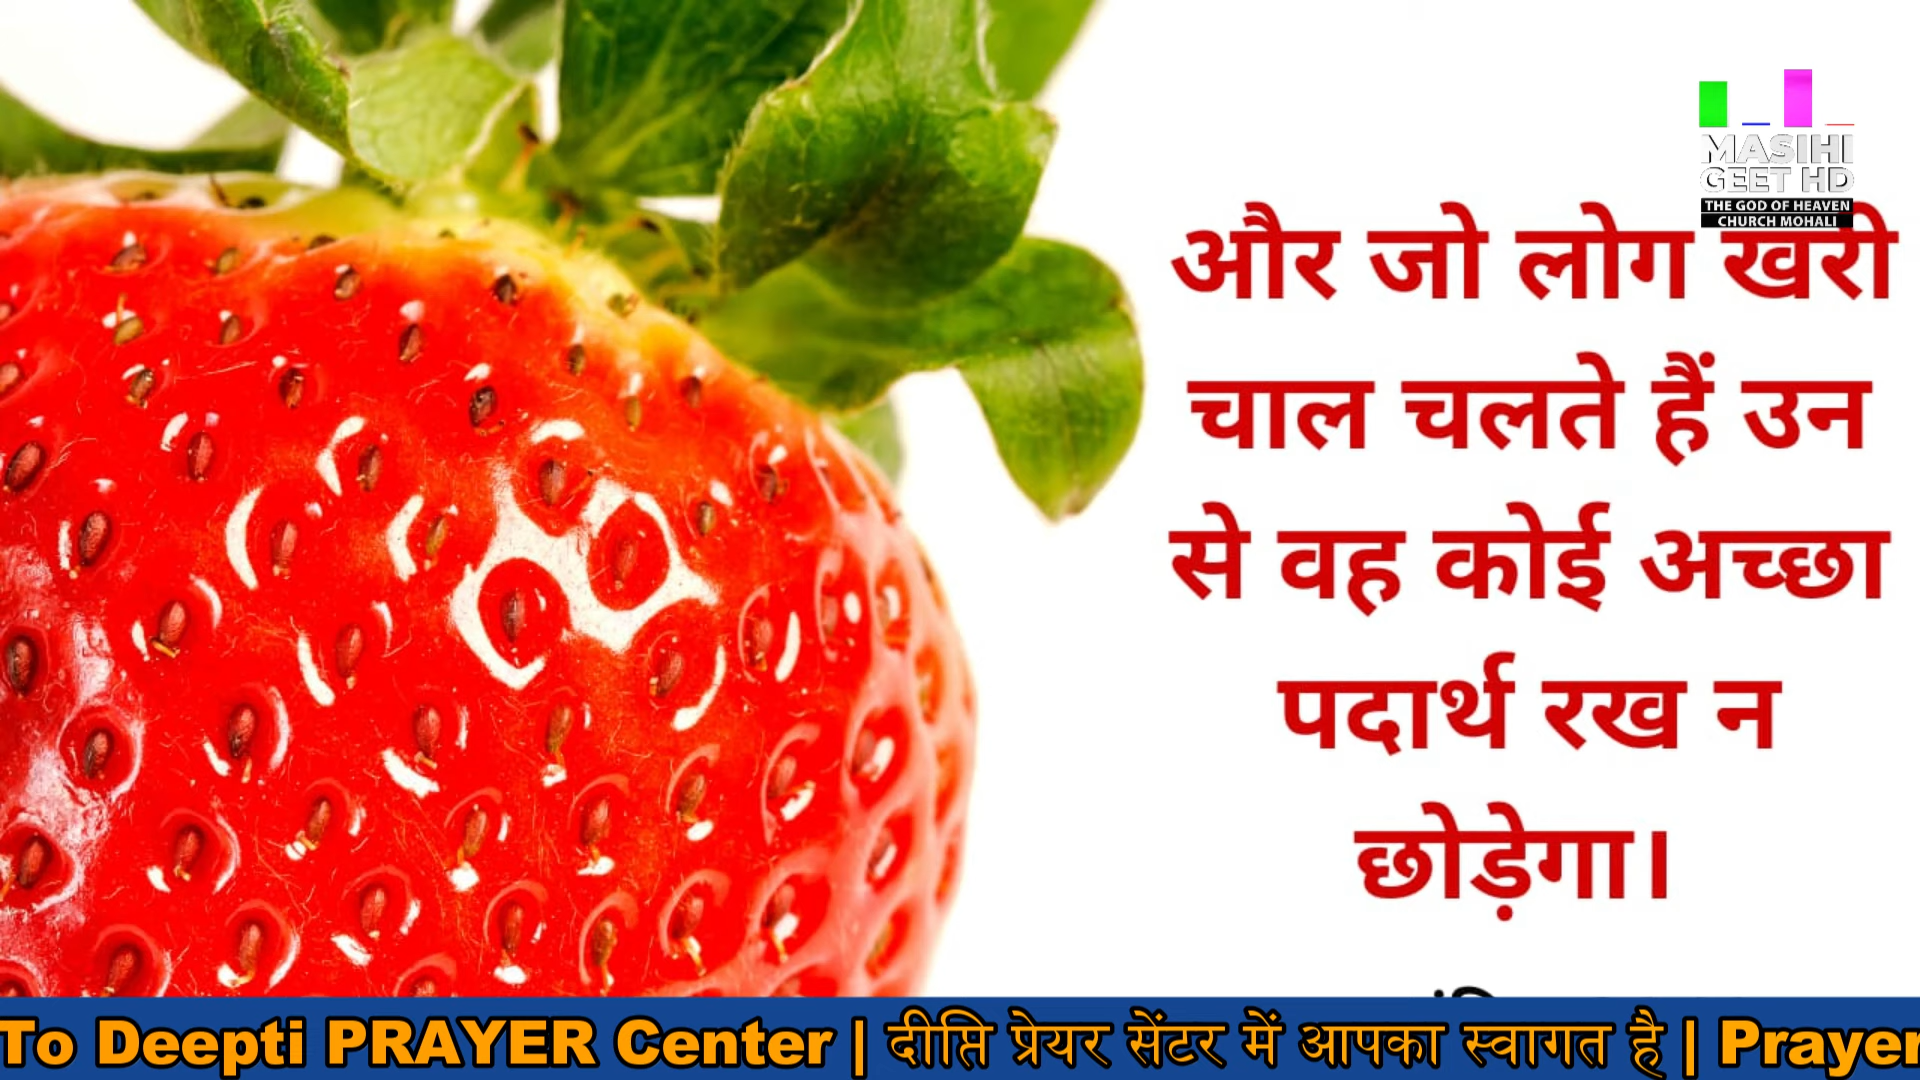 MASIHI
GEET HD
THE GOD OF HEAVEN
CHURCH MOHALI
और जो लोग खरी
चाल चलते हैं उन
से वह कोई अच्छा
पदार्थ रख न
छोड़ेगा।
To Deepti PRAYER Center | दीप्ति प्रेयर सेंटर में आपका स्वागत है | Prayer